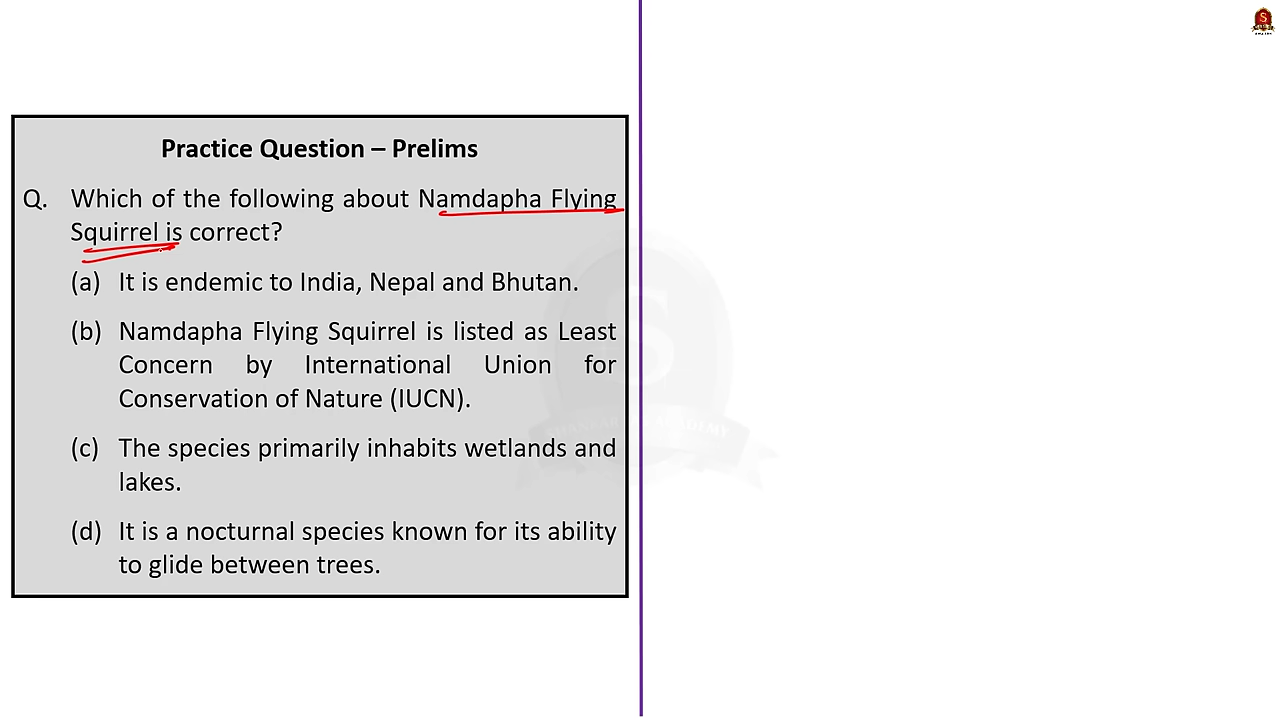 Practice Question – Prelims
Q. Which of the following about Namdapha Flying
Squirrel is correct?
(a) It is endemic to India, Nepal and Bhutan.
(b) Namdapha Flying Squirrel is listed as Least
Concern by International Union for
Conservation of Nature (IUCN).
(c) The species primarily inhabits wetlands and
lakes.
(d) It is a nocturnal species known for its ability
to glide between trees.